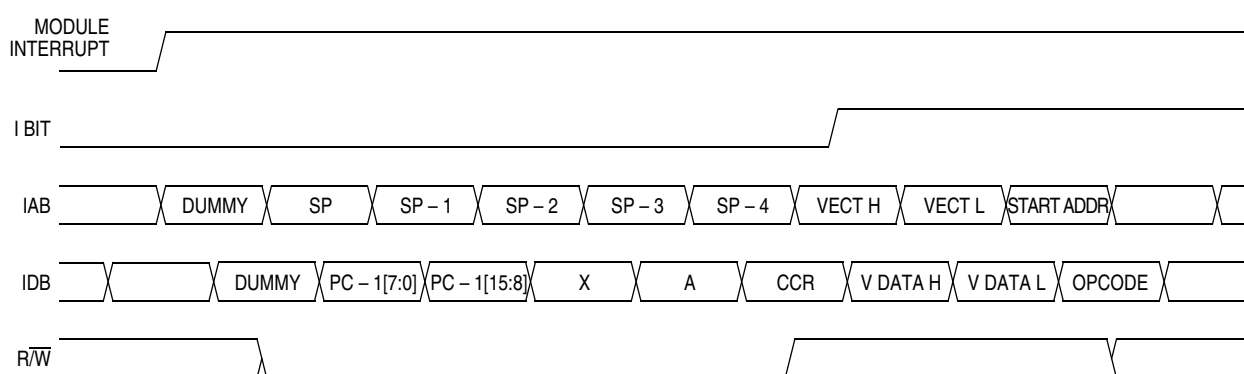 MODULE
INTERRUPT
I BIT
IAB DUMMY SP SP – 1 SP – 2 SP – 3 SP – 4 VECT H VECT L START ADDR
IDB DUMMY PC – 1[7:0] PC – 1[15:8] X A CCR V DATA H V DATA L OPCODE
R/W